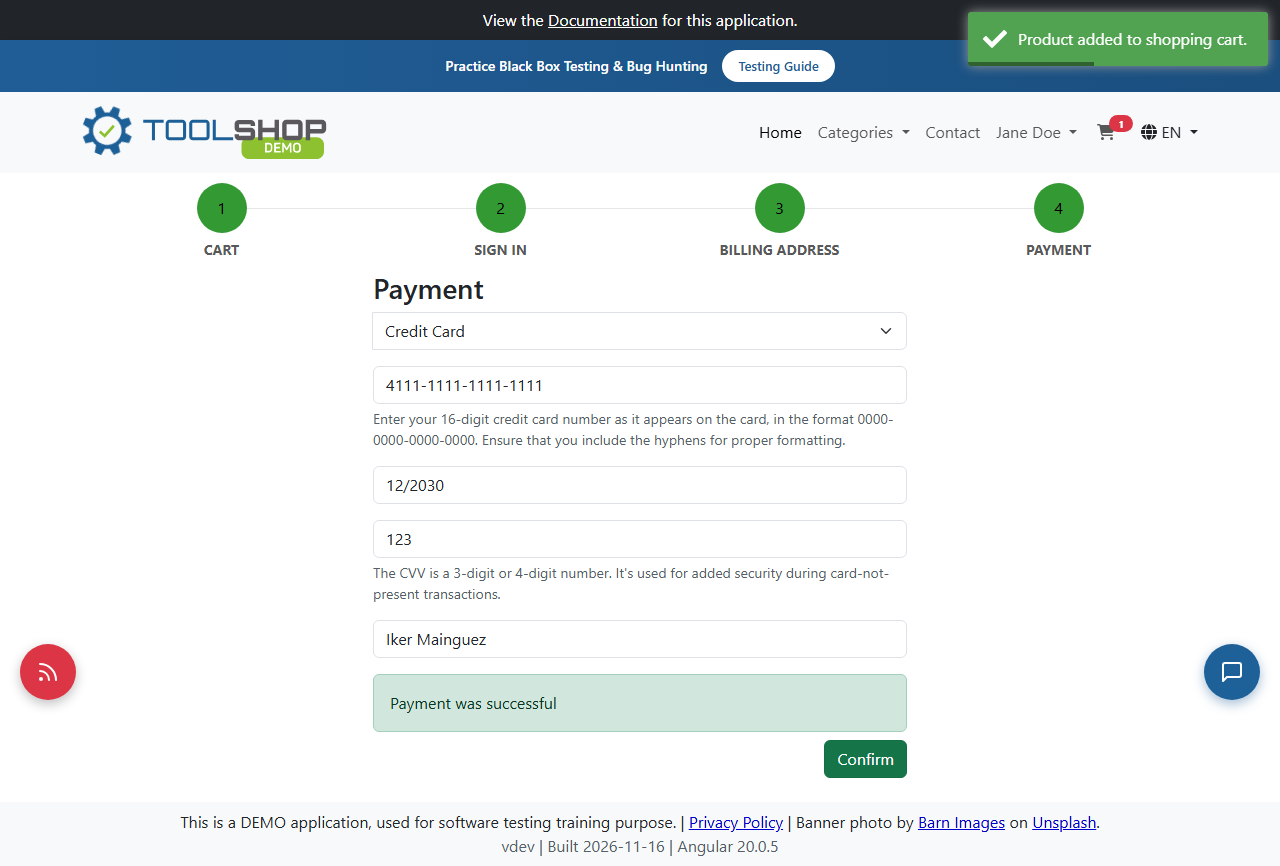 View the Documentation for this application.
Product added to shopping cart.
Practice Black Box Testing & Bug Hunting Testing Guide
TOOLSHOP
DEMO
Home Categories Contact Jane Doe 1 EN
1 2 3 4
CART SIGN IN BILLING ADDRESS PAYMENT
Payment
Credit Card
4111-1111-1111-1111
Enter your 16-digit credit card number as it appears on the card, in the format 0000-
0000-0000-0000. Ensure that you include the hyphens for proper formatting.
12/2030
123
The CVV is a 3-digit or 4-digit number. It's used for added security during card-not-
present transactions.
Iker Mainguez
Payment was successful
Confirm
This is a DEMO application, used for software testing training purpose. | Privacy Policy | Banner photo by Barn Images on Unsplash.
vdev | Built 2026-11-16 | Angular 20.0.5